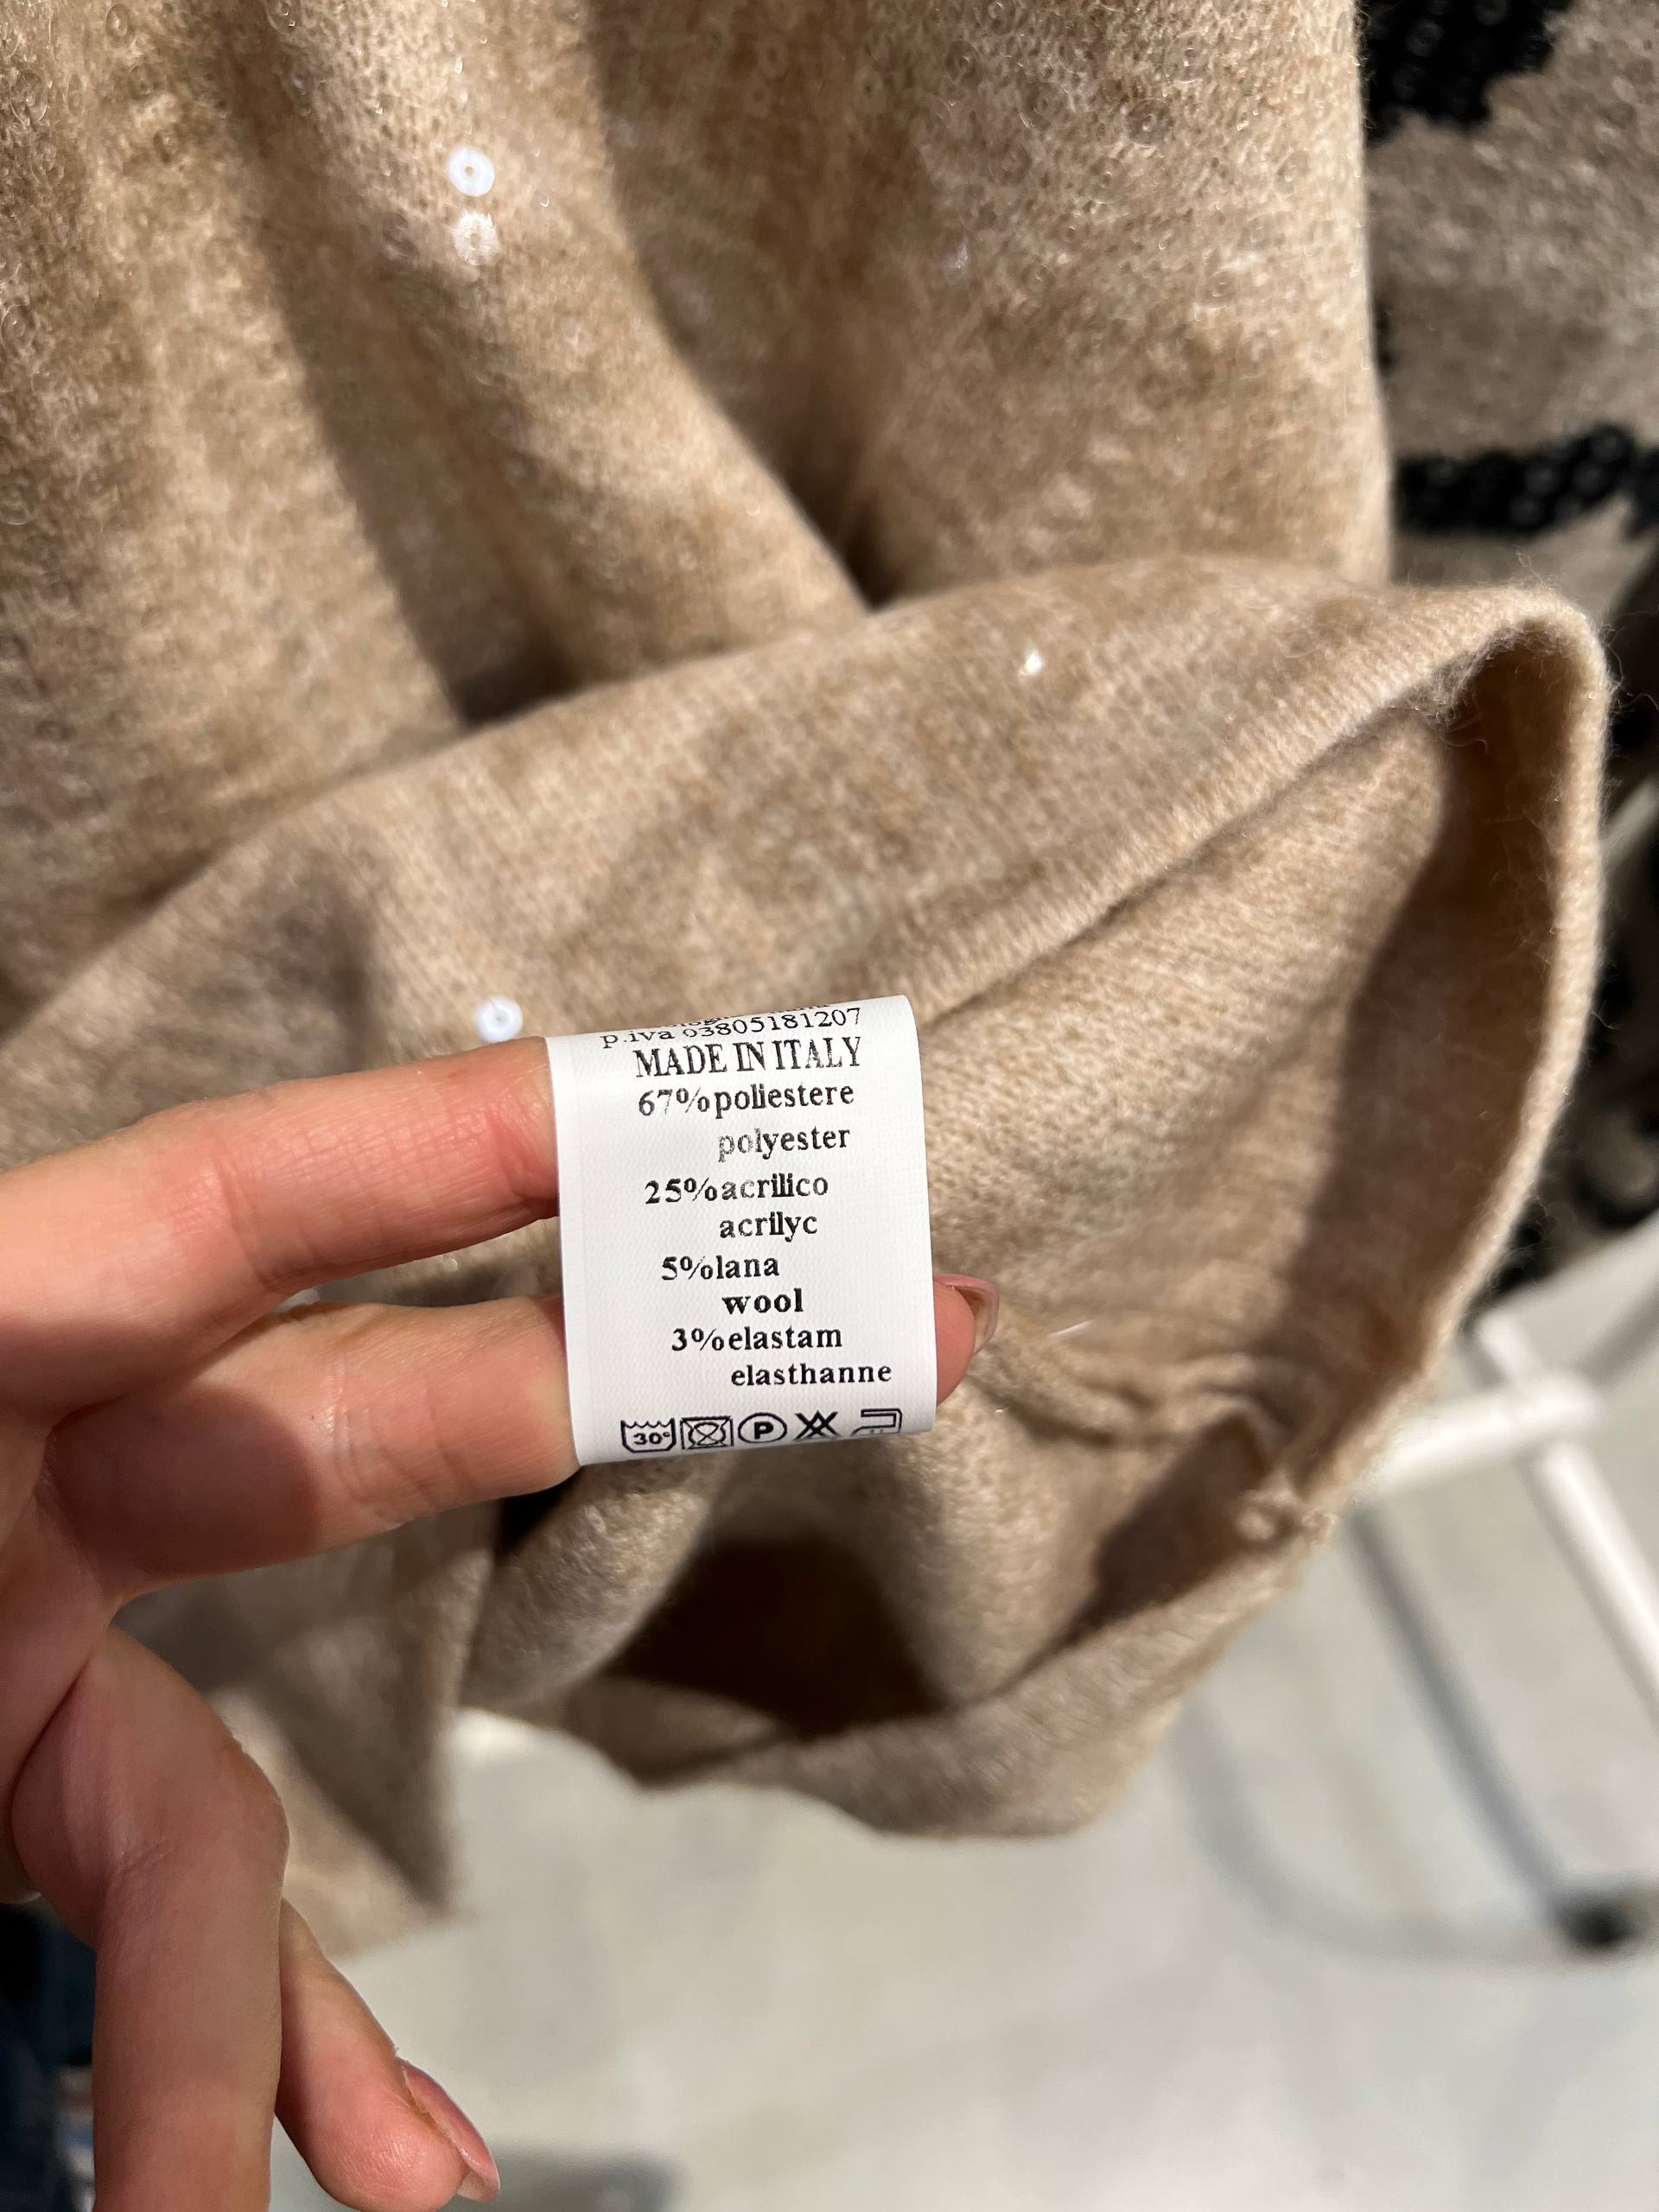 p.iva 03805181207
MADE IN ITALY
67%poliestere
polyester
25%acrilico
acrilyc
5%lana
wool
3%elastam
elasthanne
30° P